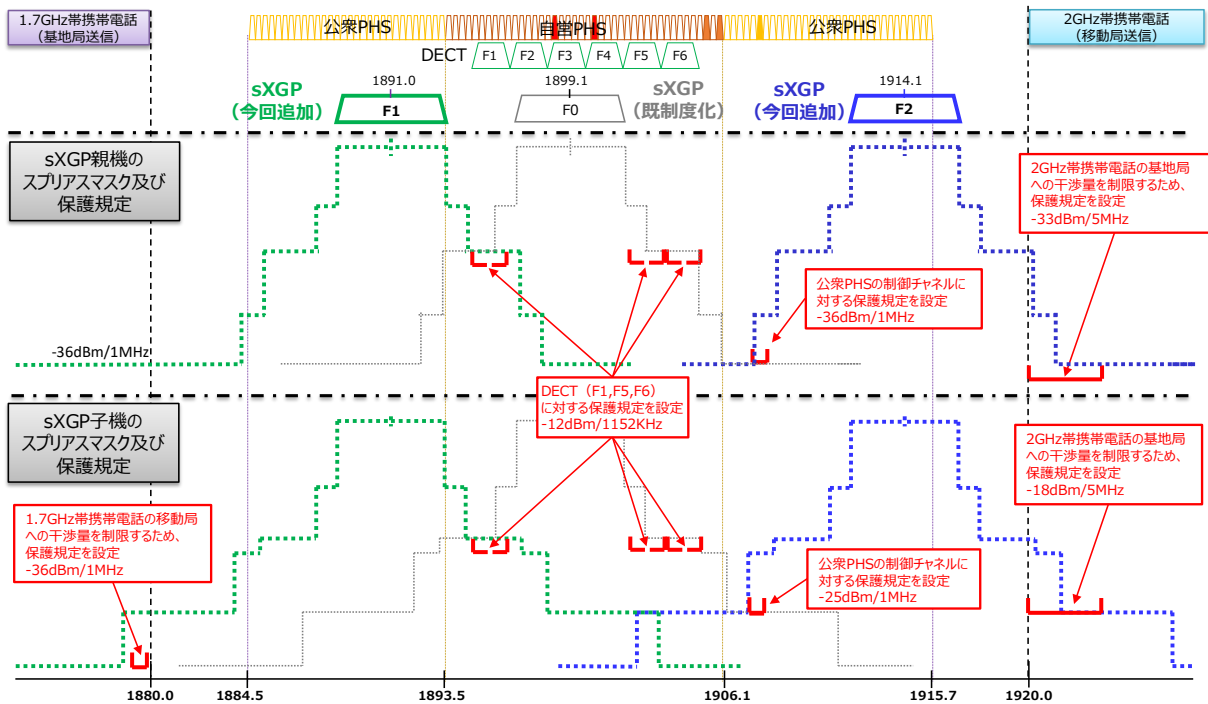 1.7GHz帯携帯電話
（基地局送信）
公衆PHS
自営PHS
公衆PHS
2GHz帯携帯電話
（移動局送信）
DECT
F1
F2
F3
F4
F5
F6
sXGP
（今回追加）
1891.0
F1
1899.1
F0
sXGP
（既制度化）
sXGP
（今回追加）
1914.1
F2
sXGP親機の
スプリアスマスク及び
保護規定
2GHz帯携帯電話の基地局
への干渉量を制限するため、
保護規定を設定
-33dBm/5MHz
公衆PHSの制御チャネルに
対する保護規定を設定
-36dBm/1MHz
-36dBm/1MHz
DECT（F1,F5,F6）
に対する保護規定を設定
-12dBm/1152KHz
sXGP子機の
スプリアスマスク及び
保護規定
2GHz帯携帯電話の基地局
への干渉量を制限するため、
保護規定を設定
-18dBm/5MHz
1.7GHz帯携帯電話の移動局
への干渉量を制限するため、
保護規定を設定
-36dBm/1MHz
公衆PHSの制御チャネルに
対する保護規定を設定
-25dBm/1MHz
1880.0
1884.5
1893.5
1906.1
1915.7
1920.0